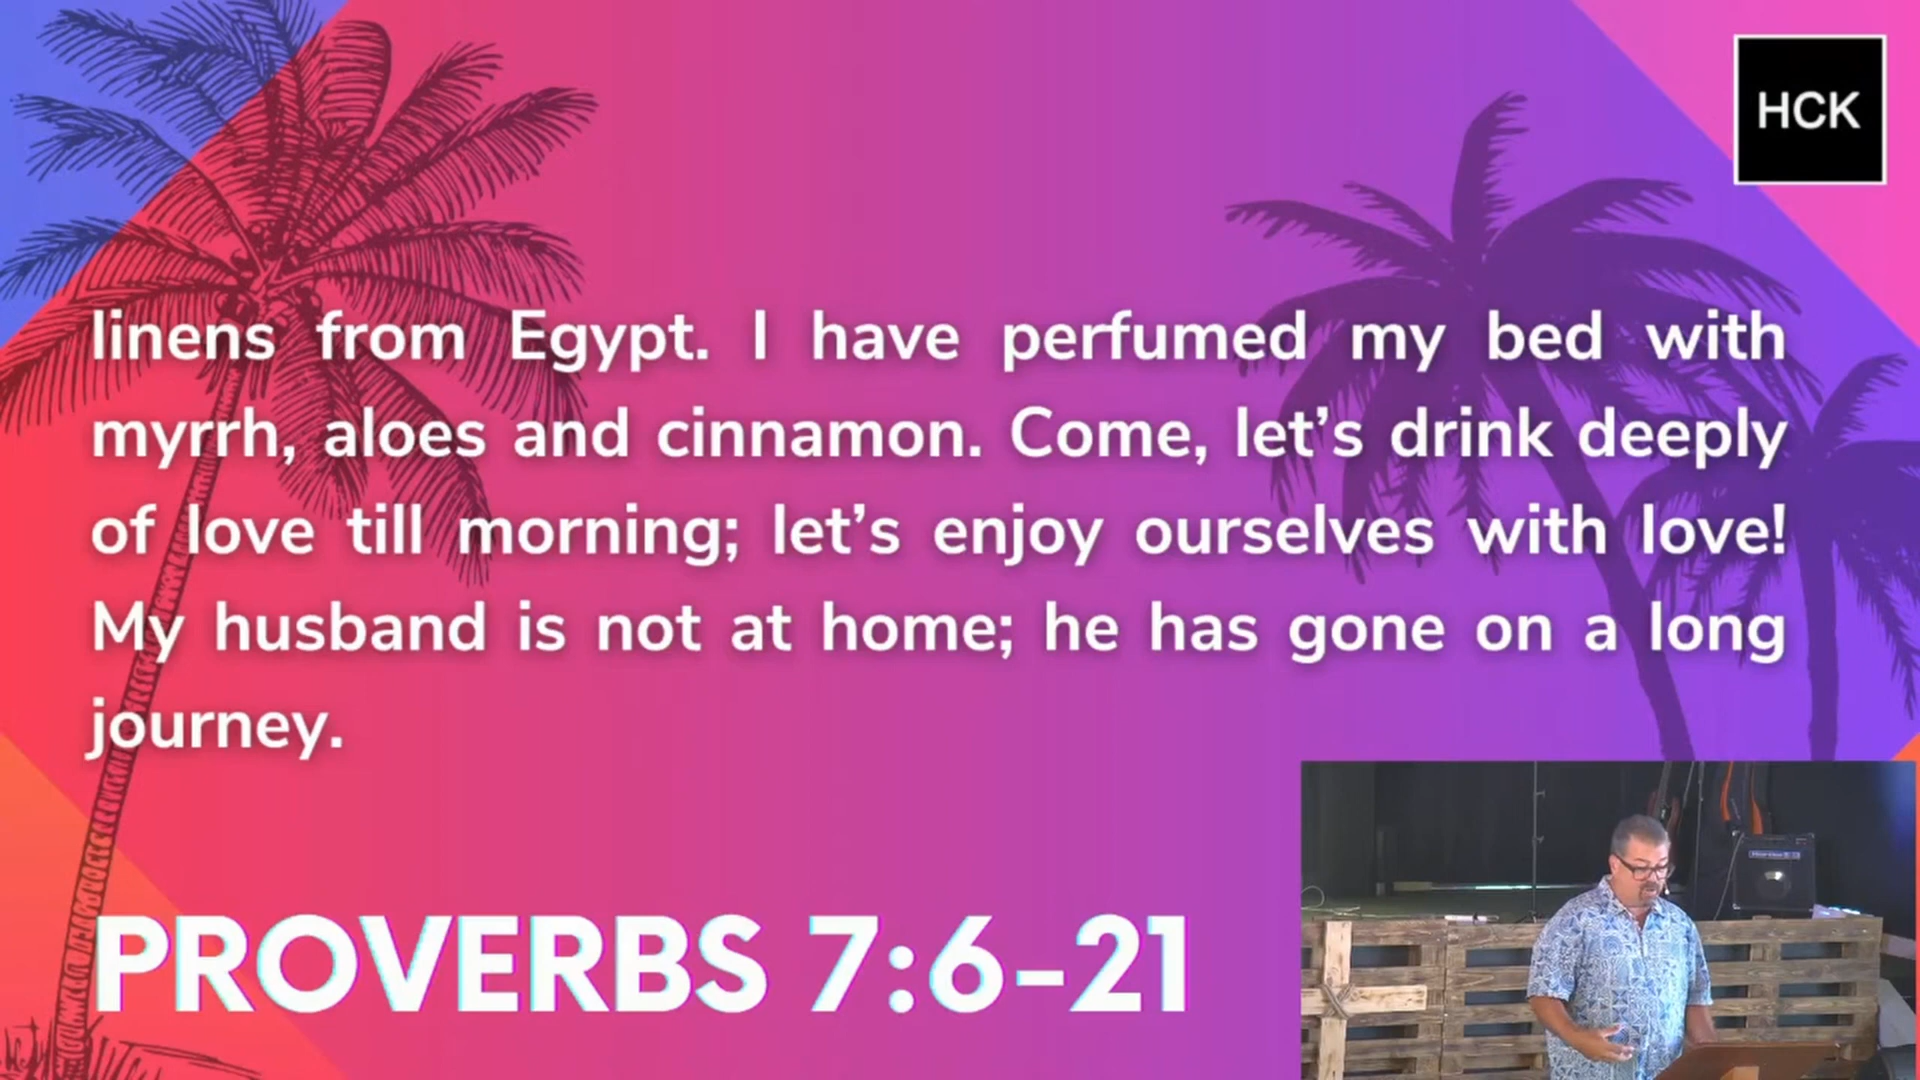 HCK
linens from Egypt. I have perfumed my bed with
myrrh, aloes and cinnamon. Come, let’s drink deeply
of love till morning; let’s enjoy ourselves with love!
My husband is not at home; he has gone on a long
journey.
PROVERBS 7:6-21